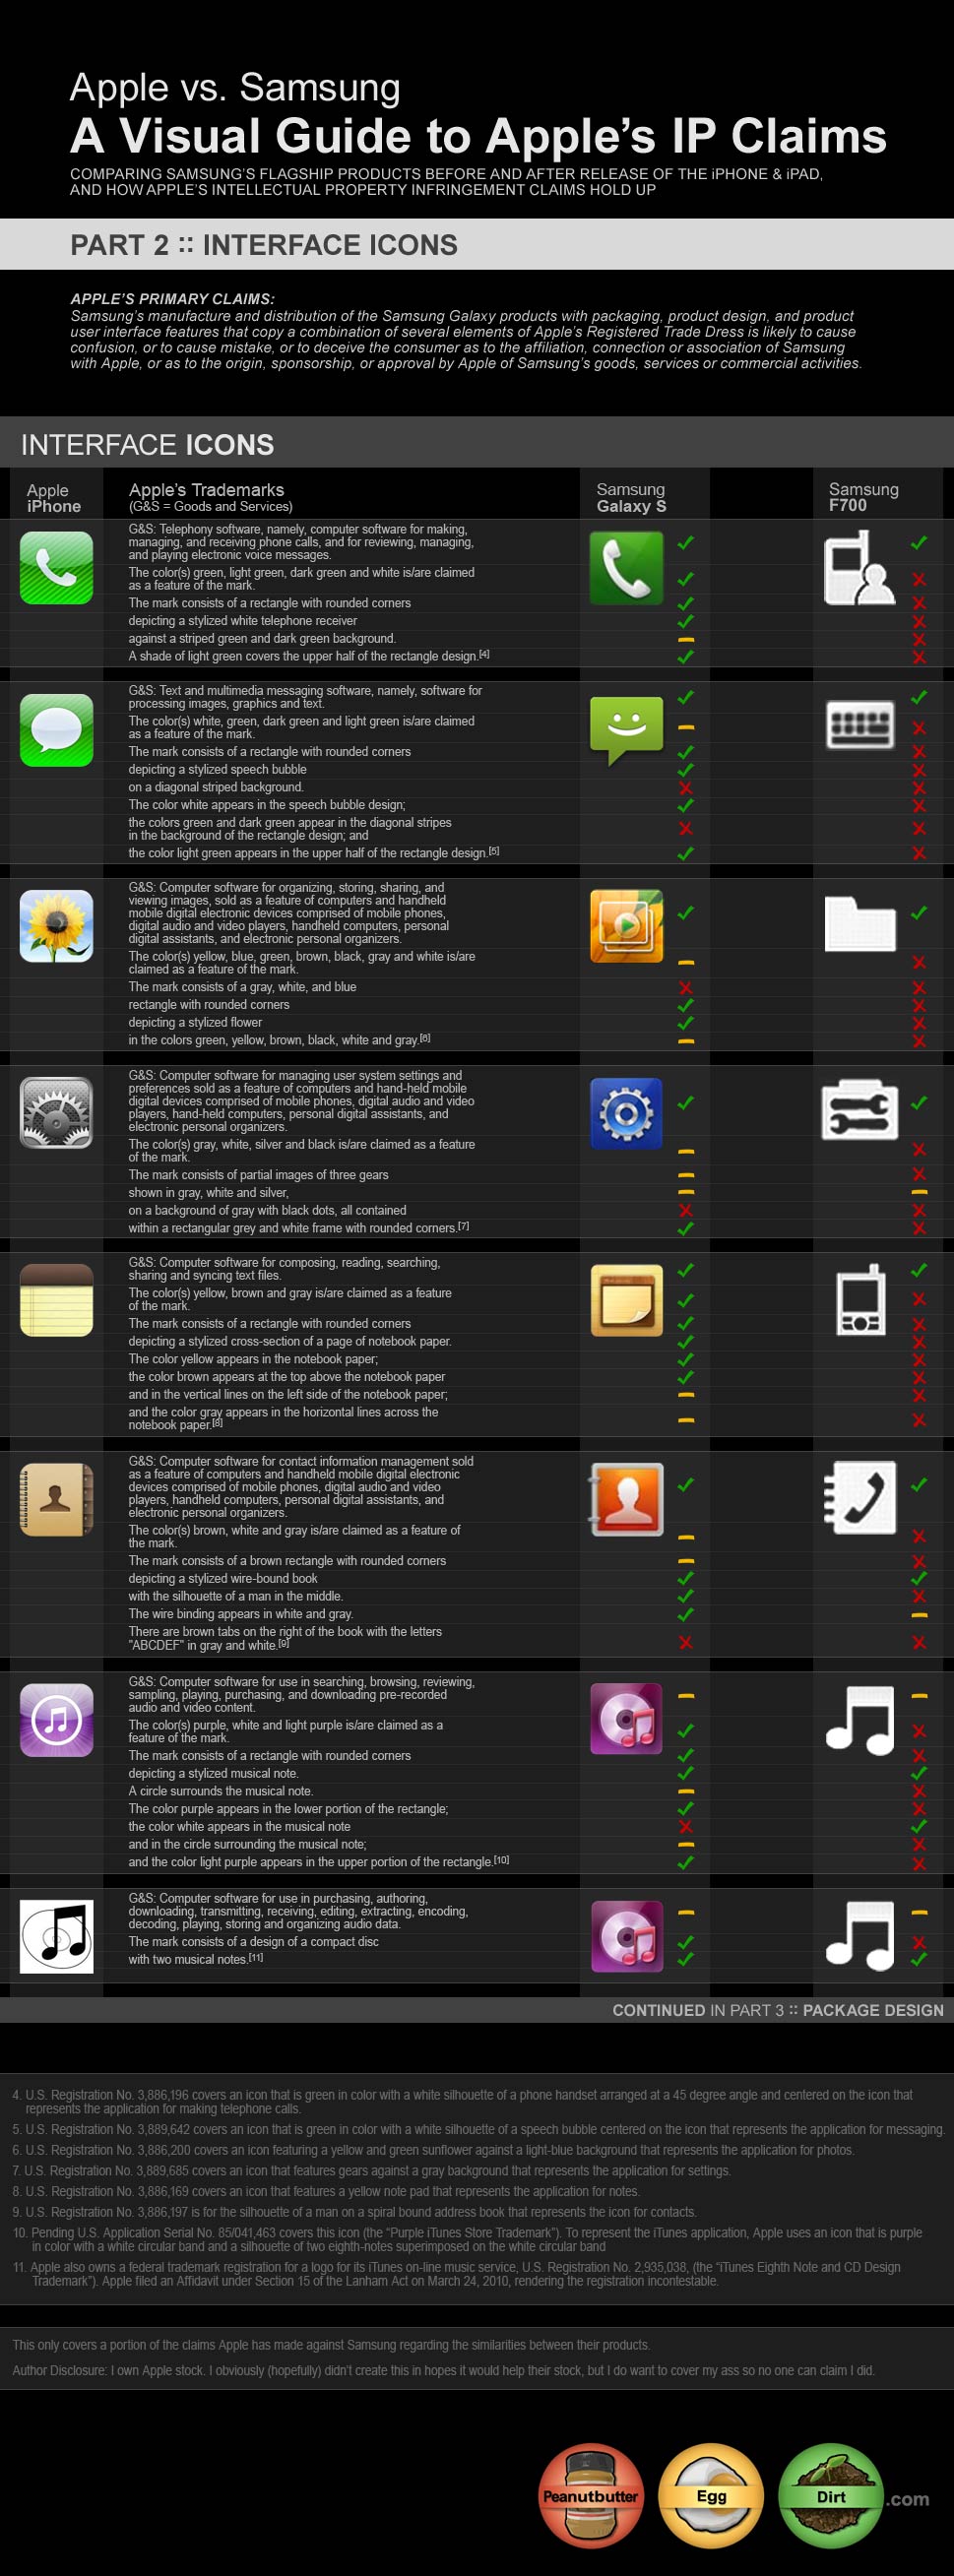 Apple vs. Samsung
A Visual Guide to Apple's IP Claims
COMPARING SAMSUNG'S FLAGSHIP PRODUCTS BEFORE AND AFTER RELEASE OF THE iPHONE & iPAD,
AND HOW APPLE'S INTELLECTUAL PROPERTY INFRINGEMENT CLAIMS HOLD UP
PART 2 :: INTERFACE ICONS
APPLE'S PRIMARY CLAIMS:
Samsung's manufacture and distribution of the Samsung Galaxy products with packaging, product design, and product
user interface features that copy a combination of several elements of Apple's Registered Trade Dress is likely to cause
confusion, or to cause mistake, or to deceive the consumer as to the affiliation, connection or association of Samsung
with Apple, or as to the origin, sponsorship, or approval by Apple of Samsung's goods, services or commercial activities.
INTERFACE ICONS
Apple
iPhone
Apple's Trademarks
(G&S = Goods and Services)
Samsung
Galaxy S
Samsung
F700
G&S: Telephony software, namely, computer software for making,
managing, and receiving phone calls, and for reviewing, managing,
and playing electronic voice messages.
The color(s) green, light green, dark green and white is/are claimed
as a feature of the mark.
The mark consists of a rectangle with rounded corners
depicting a stylized white telephone receiver
against a striped green and dark green background.
A shade of light green covers the upper half of the rectangle design.[4]
G&S: Text and multimedia messaging software, namely, software for
processing images, graphics and text.
The color(s) white, green, dark green and light green is/are claimed
as a feature of the mark.
The mark consists of a rectangle with rounded corners
depicting a stylized speech bubble
on a diagonal striped background.
The color white appears in the speech bubble design;
the colors green and dark green appear in the diagonal stripes
in the background of the rectangle design; and
the color light green appears in the upper half of the rectangle design.[5]
G&S: Computer software for organizing, storing, sharing, and
viewing images, sold as a feature of computers and handheld
mobile digital electronic devices comprised of mobile phones,
digital audio and video players, handheld computers, personal
digital assistants, and electronic personal organizers.
The color(s) yellow, blue, green, brown, black, gray and white is/are
claimed as a feature of the mark.
The mark consists of a gray, white, and blue
rectangle with rounded corners
depicting a stylized flower
in the colors green, yellow, brown, black, white and gray.[6]
G&S: Computer software for managing user system settings and
preferences sold as a feature of computers and hand-held mobile
digital devices comprised of mobile phones, digital audio and video
players, hand-held computers, personal digital assistants, and
electronic personal organizers.
The color(s) gray, white, silver and black is/are claimed as a feature
of the mark.
The mark consists of partial images of three gears
shown in gray, white and silver,
on a background of gray with black dots, all contained
within a rectangular grey and white frame with rounded corners.[7]
G&S: Computer software for composing, reading, searching,
sharing and syncing text files.
The color(s) yellow, brown and gray is/are claimed as a feature
of the mark.
The mark consists of a rectangle with rounded corners
depicting a stylized cross-section of a page of notebook paper.
The color yellow appears in the notebook paper;
the color brown appears at the top above the notebook paper
and in the vertical lines on the left side of the notebook paper;
and the color gray appears in the horizontal lines across the
notebook paper.[8]
G&S: Computer software for contact information management sold
as a feature of computers and handheld mobile digital electronic
devices comprised of mobile phones, digital audio and video
players, handheld computers, personal digital assistants, and
electronic personal organizers.
The color(s) brown, white and gray is/are claimed as a feature of
the mark.
The mark consists of a brown rectangle with rounded corners
depicting a stylized wire-bound book
with the silhouette of a man in the middle.
The wire binding appears in white and gray.
There are brown tabs on the right of the book with the letters
"ABCDEF" in gray and white.[9]
G&S: Computer software for use in searching, browsing, reviewing,
sampling, playing, purchasing, and downloading pre-recorded
audio and video content.
The color(s) purple, white and light purple is/are claimed as a
feature of the mark.
The mark consists of a rectangle with rounded corners
depicting a stylized musical note.
A circle surrounds the musical note.
The color purple appears in the lower portion of the rectangle;
the color white appears in the musical note
and in the circle surrounding the musical note;
and the color light purple appears in the upper portion of the rectangle.[10]
G&S: Computer software for use in purchasing, authoring,
downloading, transmitting, receiving, editing, extracting, encoding,
decoding, playing, storing and organizing audio data.
The mark consists of a design of a compact disc
with two musical notes.[11]
CONTINUED IN PART 3 :: PACKAGE DESIGN
4. U.S. Registration No. 3,886,196 covers an icon that is green in color with a white silhouette of a phone handset arranged at a 45 degree angle and centered on the icon that
represents the application for making telephone calls.
5. U.S. Registration No. 3,889,642 covers an icon that is green in color with a white silhouette of a speech bubble centered on the icon that represents the application for messaging.
6. U.S. Registration No. 3,886,200 covers an icon featuring a yellow and green sunflower against a light-blue background that represents the application for photos.
7. U.S. Registration No. 3,889,685 covers an icon that features gears against a gray background that represents the application for settings.
8. U.S. Registration No. 3,886,169 covers an icon that features a yellow note pad that represents the application for notes.
9. U.S. Registration No. 3,886,197 is for the silhouette of a man on a spiral bound address book that represents the icon for contacts.
10. Pending U.S. Application Serial No. 85/041,463 covers this icon (the "Purple iTunes Store Trademark"). To represent the iTunes application, Apple uses an icon that is purple
in color with a white circular band and a silhouette of two eighth-notes superimposed on the white circular band
11. Apple also owns a federal trademark registration for a logo for its iTunes on-line music service, U.S. Registration No. 2,935,038, (the "iTunes Eighth Note and CD Design
Trademark"). Apple filed an Affidavit under Section 15 of the Lanham Act on March 24, 2010, rendering the registration incontestable.
This only covers a portion of the claims Apple has made against Samsung regarding the similarities between their products.
Author Disclosure: I own Apple stock. I obviously (hopefully) didn't create this in hopes it would help their stock, but I do want to cover my ass so no one can claim I did.
Peanutbutter Egg Dirt .com